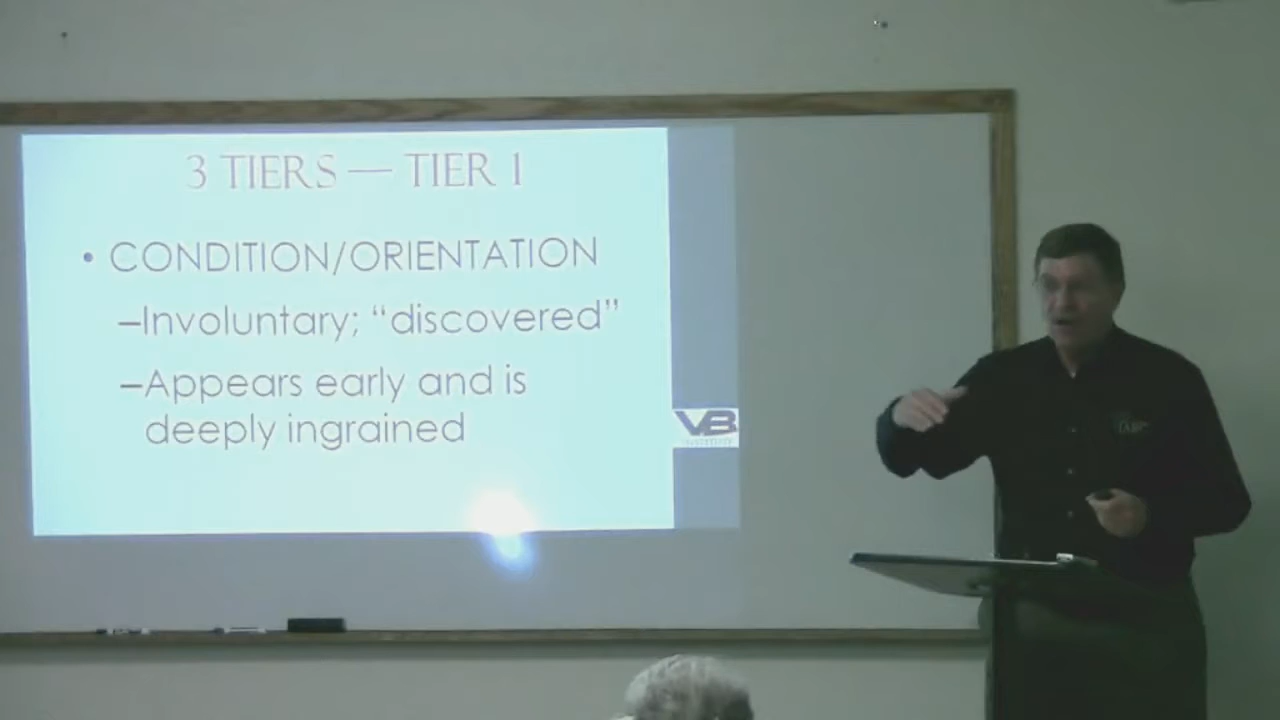 3 TIERS — TIER 1
• CONDITION/ORIENTATION
–Involuntary; “discovered”
–Appears early and is
deeply ingrained
VB